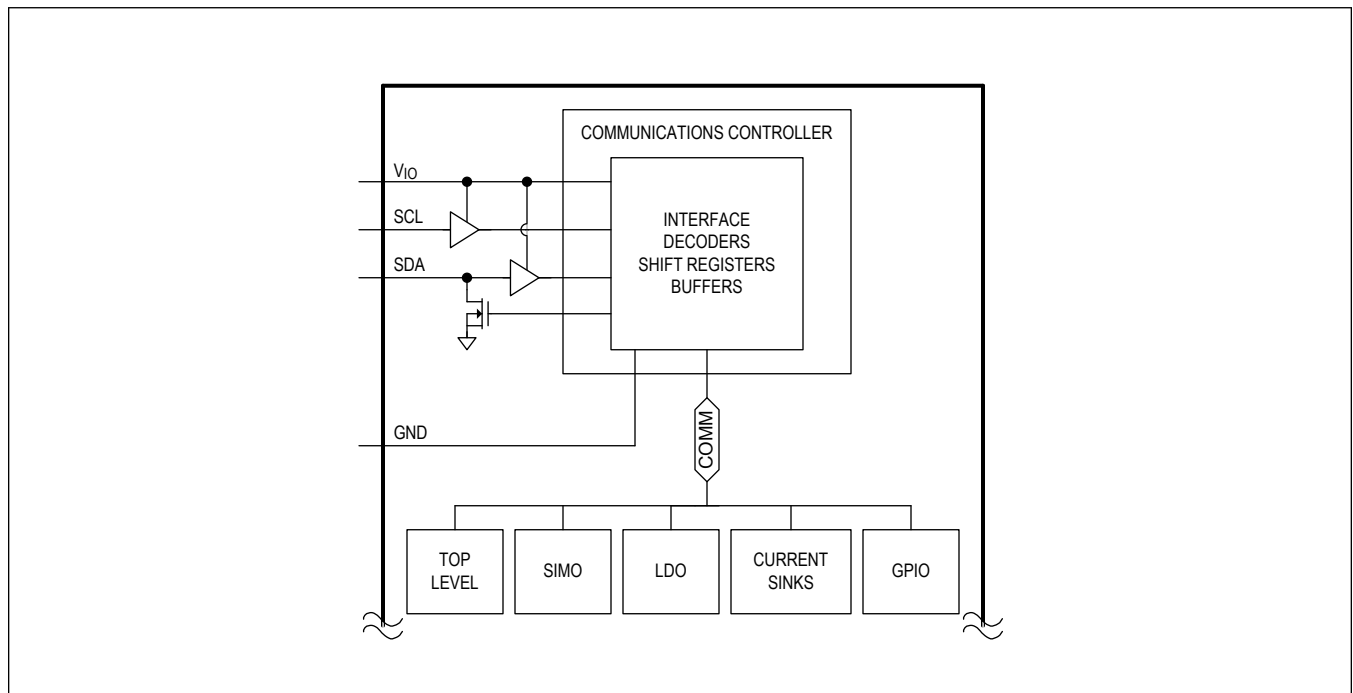 COMMUNICATIONS CONTROLLER
VIO
SCL
SDA
INTERFACE
DECODERS
SHIFT REGISTERS
BUFFERS
GND
COMM
TOP
LEVEL
SIMO
LDO
CURRENT
SINKS
GPIO